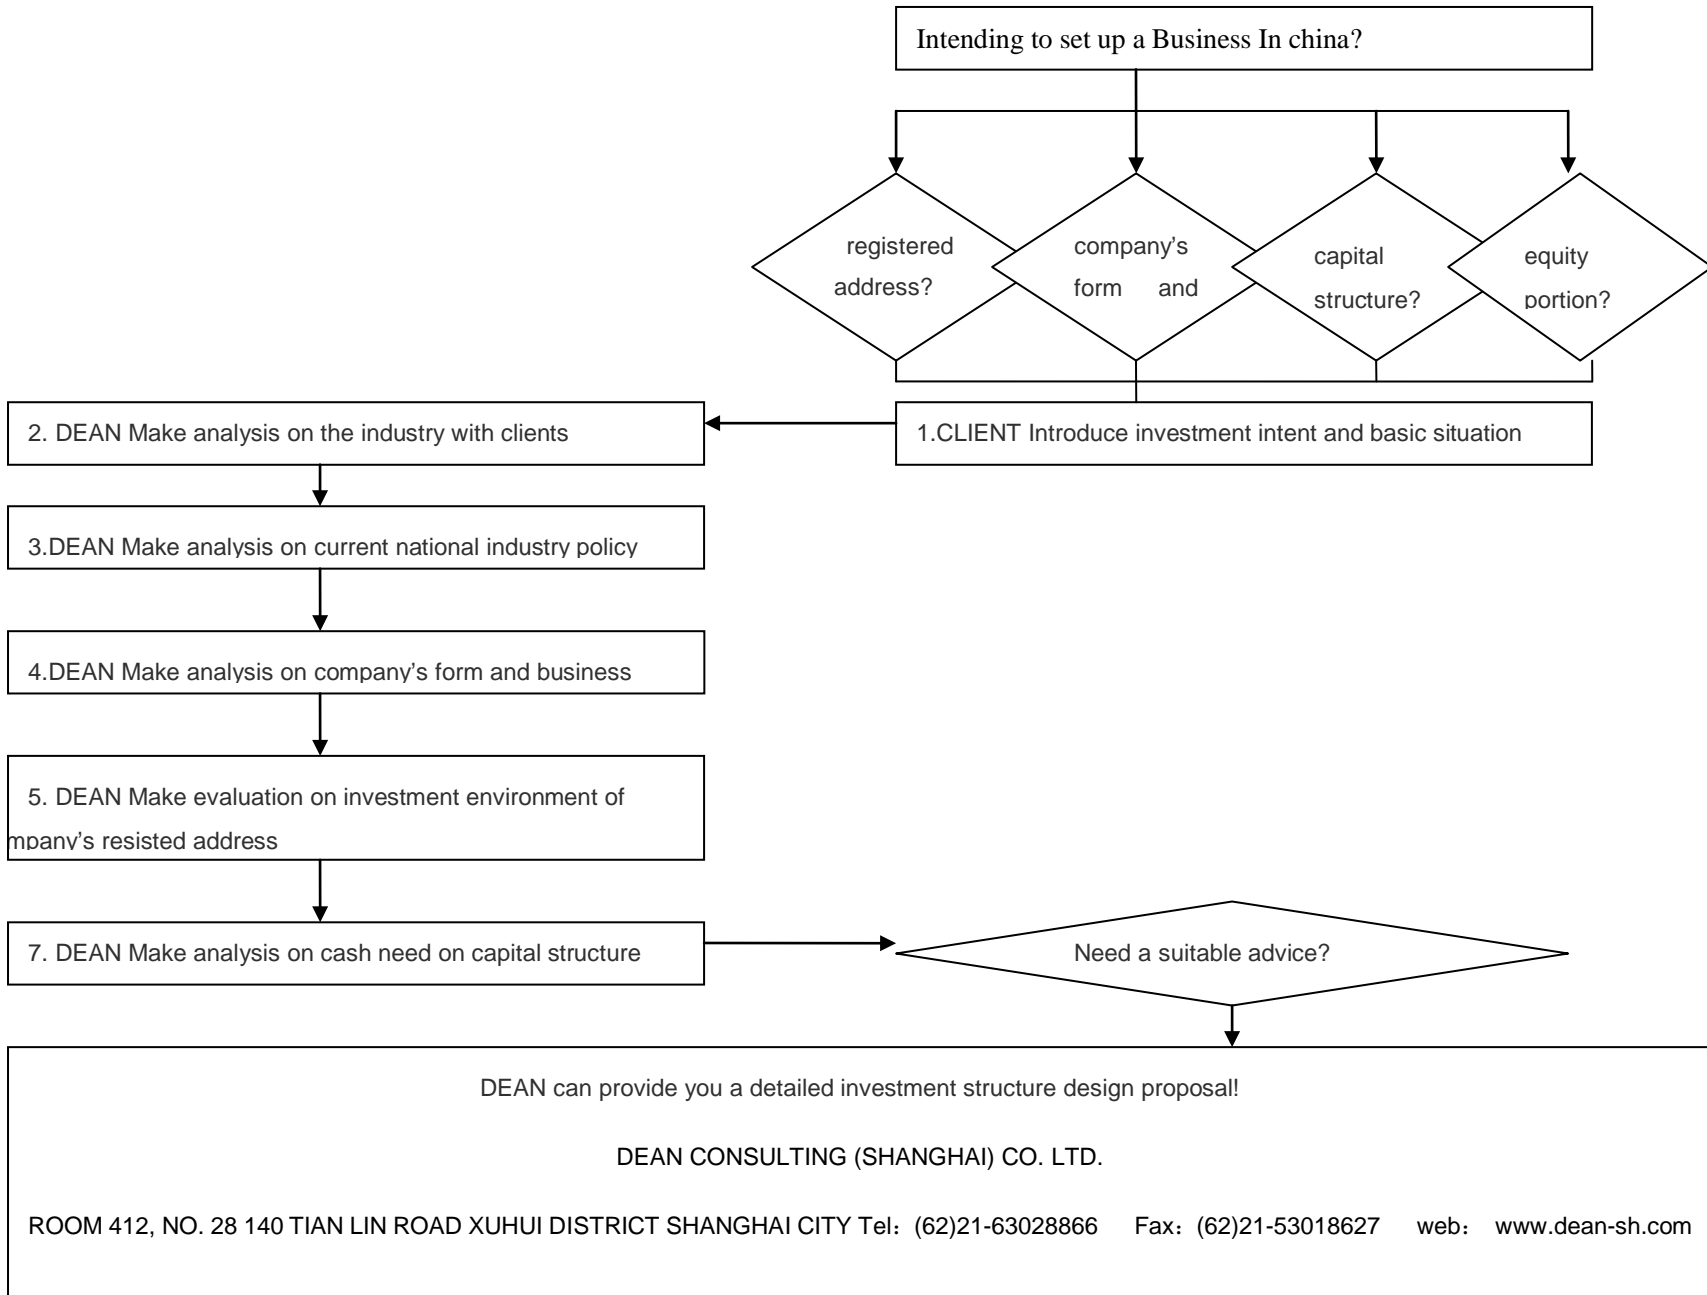 Intending to set up a Business In china?
registered
address?
company's
form and
capital
structure?
equity
portion?
1.CLIENT Introduce investment intent and basic situation
2. DEAN Make analysis on the industry with clients
3.DEAN Make analysis on current national industry policy
4.DEAN Make analysis on company's form and business
5. DEAN Make evaluation on investment environment of
mpany's resisted address
7. DEAN Make analysis on cash need on capital structure
Need a suitable advice?
DEAN can provide you a detailed investment structure design proposal!
DEAN CONSULTING (SHANGHAI) CO. LTD.
ROOM 412, NO. 28 140 TIAN LIN ROAD XUHUI DISTRICT SHANGHAI CITY Tel：(62)21-63028866 Fax：(62)21-53018627 web： www.dean-sh.com